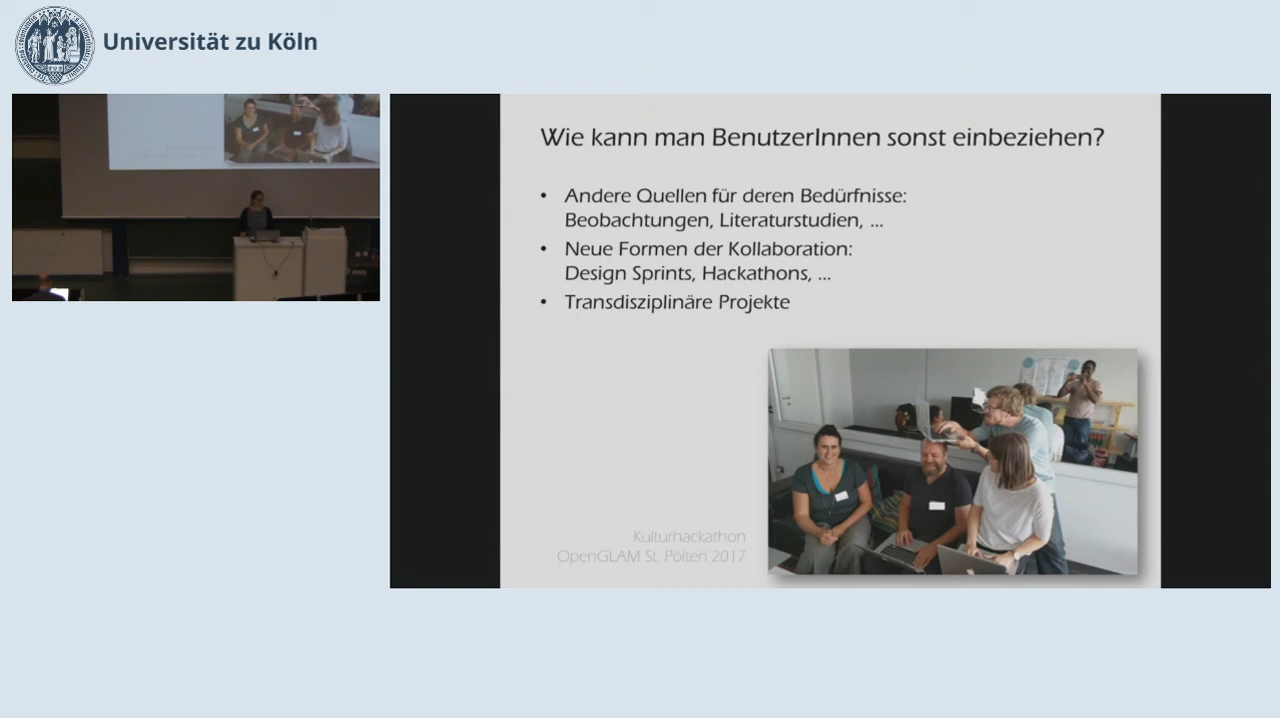 Universität zu Köln
Wie kann man BenutzerInnen sonst einbeziehen?
• Andere Quellen für deren Bedürfnisse:
Beobachtungen, Literaturstudien, ...
• Neue Formen der Kollaboration:
Design Sprints, Hackathons, ...
• Transdisziplinäre Projekte
Kulturhackathon
OpenGLAM St. Pölten 2017